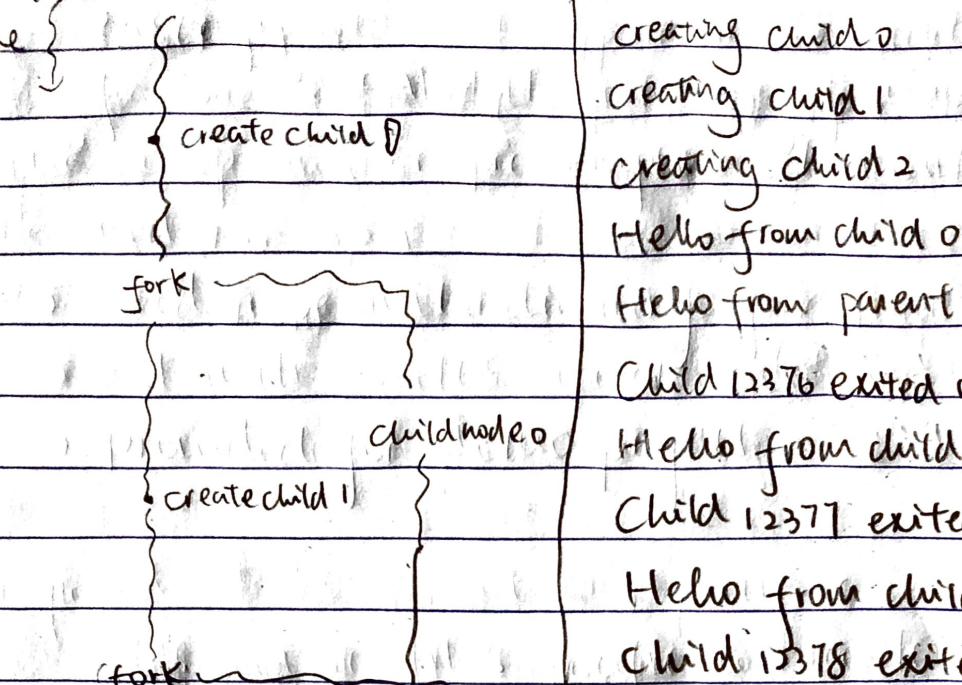 creating child 0
creating child 1
create child 0
creating child 2
Hello from child 0
fork
Hello from parent
Child 12376 exited
childnode 0
Hello from child
create child 1
Child 12377 exite
Hello from chil
fork
Child 12378 exite